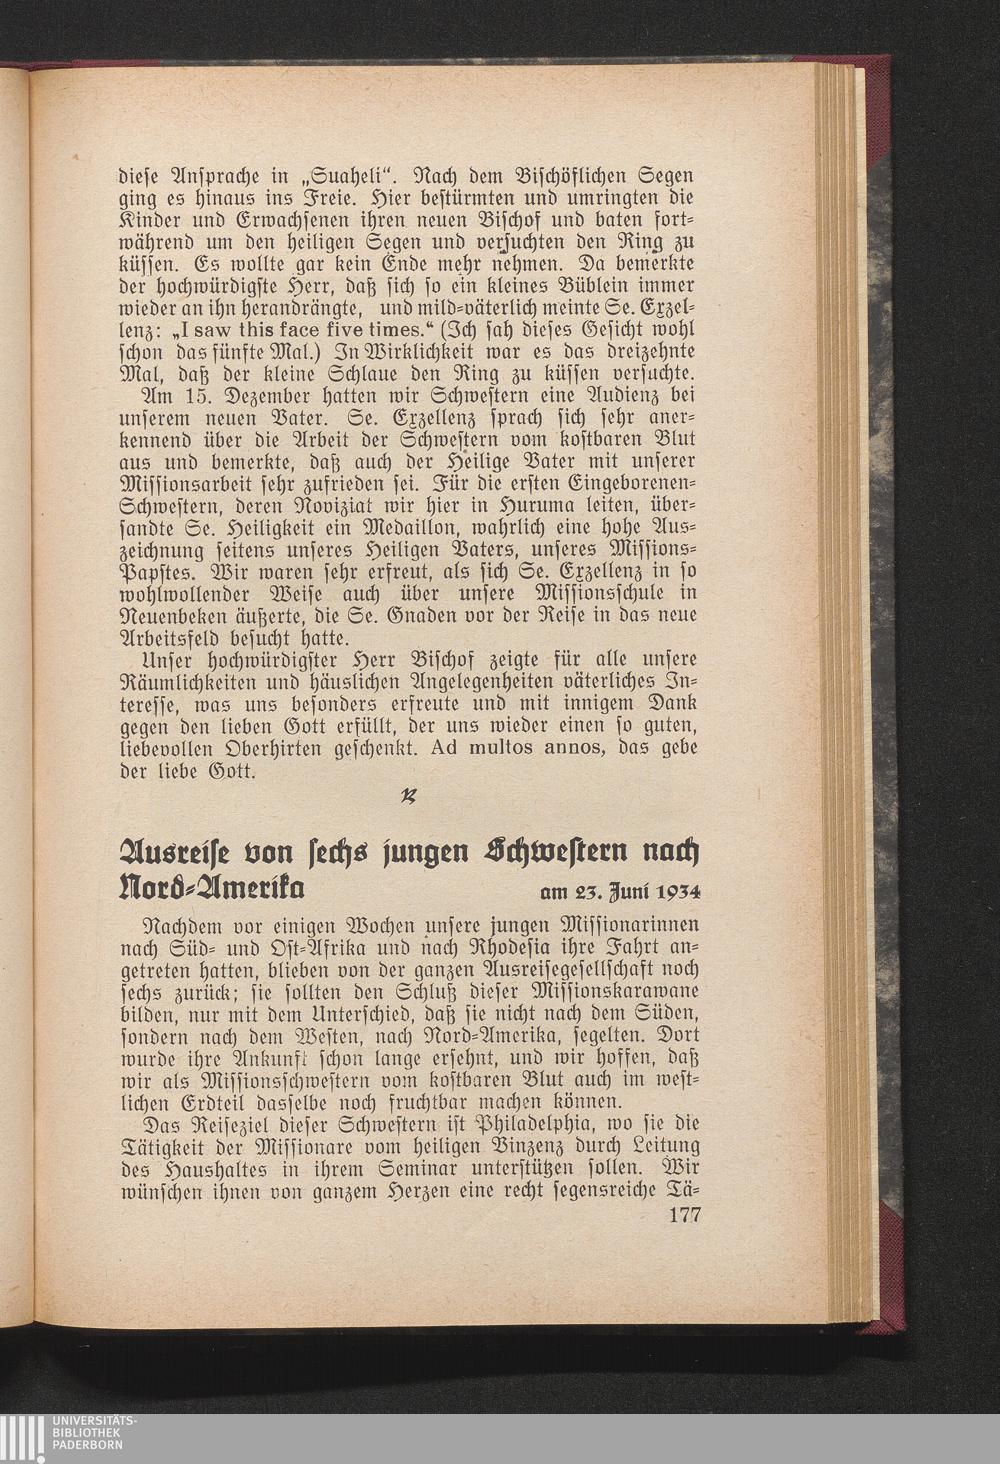 diese Ansprache in „Suaheli“. Nach dem Bischöflichen Segen
ging es hinaus ins Freie. Hier bestürmten und umringten die
Kinder und Erwachsenen ihren neuen Bischof und baten fort-
während um den heiligen Segen und versuchten den Ring zu
küssen. Es wollte gar kein Ende mehr nehmen. Da bemerkte
der hochwürdigste Herr, daß sich so ein kleines Büblein immer
wieder an ihn herandrängte, und mild-väterlich meinte Se. Exzel-
lenz: „I saw this face five times.“ (Ich sah dieses Gesicht wohl
schon das fünfte Mal.) In Wirklichkeit war es das dreizehnte
Mal, daß der kleine Schlaue den Ring zu küssen versuchte.
Am 15. Dezember hatten wir Schwestern eine Audienz bei
unserem neuen Vater. Se. Exzellenz sprach sich sehr aner-
kennend über die Arbeit der Schwestern vom kostbaren Blut
aus und bemerkte, daß auch der Heilige Vater mit unserer
Missionsarbeit sehr zufrieden sei. Für die ersten Eingeborenen-
Schwestern, deren Noviziat wir hier in Huruma leiten, über-
sandte Se. Heiligkeit ein Medaillon, wahrlich eine hohe Aus-
zeichnung seitens unseres Heiligen Vaters, unseres Missions-
Papstes. Wir waren sehr erfreut, als sich Se. Exzellenz in so
wohlwollender Weise auch über unsere Missionsschule in
Neuenbeken äußerte, die Se. Gnaden vor der Reise in das neue
Arbeitsfeld besucht hatte.
Unser hochwürdigster Herr Bischof zeigte für alle unsere
Räumlichkeiten und häuslichen Angelegenheiten väterliches In-
teresse, was uns besonders erfreute und mit innigem Dank
gegen den lieben Gott erfüllt, der uns wieder einen so guten,
liebevollen Oberhirten geschenkt. Ad multos annos, das gebe
der liebe Gott.
Ausreise von sechs jungen Schwestern nach
Nord-Amerika am 23. Juni 1934
Nachdem vor einigen Wochen unsere jungen Missionarinnen
nach Süd- und Ost-Afrika und nach Rhodesia ihre Fahrt an-
getreten hatten, blieben von der ganzen Ausreisegesellschaft noch
sechs zurück; sie sollten den Schluß dieser Missionskarawane
bilden, nur mit dem Unterschied, daß sie nicht nach dem Süden,
sondern nach dem Westen, nach Nord-Amerika, segelten. Dort
wurde ihre Ankunft schon lange ersehnt, und wir hoffen, daß
wir als Missionsschwestern vom kostbaren Blut auch im west-
lichen Erdteil dasselbe noch fruchtbar machen können.
Das Reiseziel dieser Schwestern ist Philadelphia, wo sie die
Tätigkeit der Missionare vom heiligen Vinzenz durch Leitung
des Haushaltes in ihrem Seminar unterstützen sollen. Wir
wünschen ihnen von ganzem Herzen eine recht segensreiche Tä-
177
UNIVERSITÄTS-
BIBLIOTHEK
PADERBORN